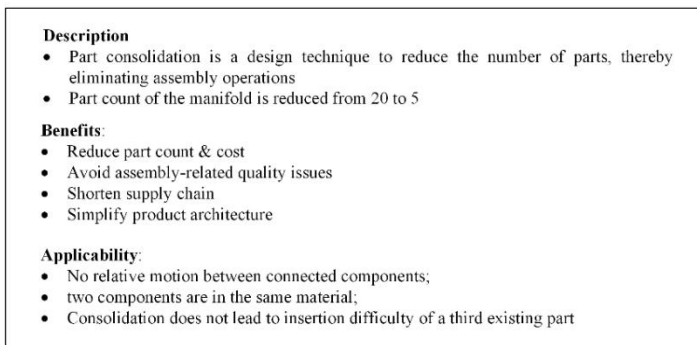 Description
• Part consolidation is a design technique to reduce the number of parts, thereby
eliminating assembly operations
• Part count of the manifold is reduced from 20 to 5
Benefits:
• Reduce part count & cost
• Avoid assembly-related quality issues
• Shorten supply chain
• Simplify product architecture
Applicability:
• No relative motion between connected components;
• two components are in the same material;
• Consolidation does not lead to insertion difficulty of a third existing part